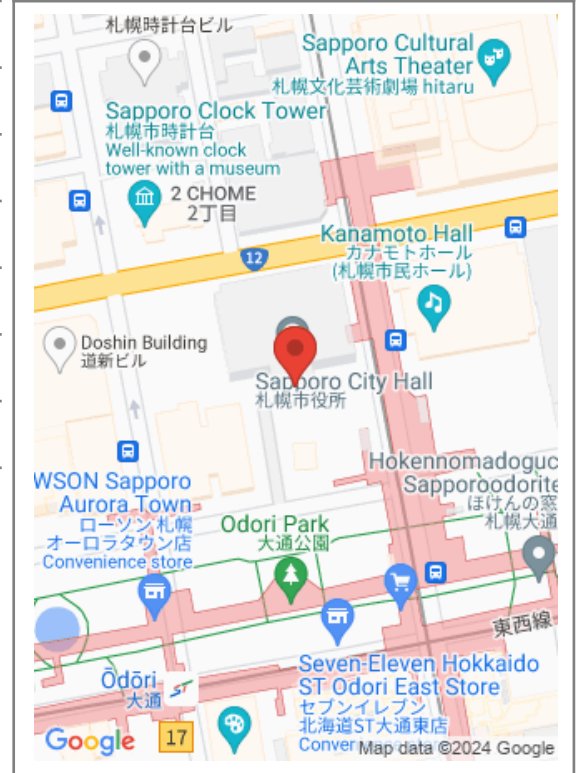 札幌時計台ビル
Sapporo Cultural
Arts Theater
札幌文化芸術劇場 hitaru
Sapporo Clock Tower
札幌市時計台
Well-known clock
tower with a museum
2 CHOME
2丁目
Kanamoto Hall
カナモトホール
(札幌市民ホール)
12
Doshin Building
道新ビル
Sapporo City Hall
札幌市役所
Hokennomadoguc
Sapporoodorite
ほけんの窓
札幌大通
WSON Sapporo
Aurora Town
ローソン 札幌
オーロラタウン店
Convenience store
Odori Park
大通公園
東西線
Ōdōri
大通
Seven-Eleven Hokkaido
ST Odori East Store
セブンイレブン
北海道ST大通東店
Google
17
Map data ©2024 Google